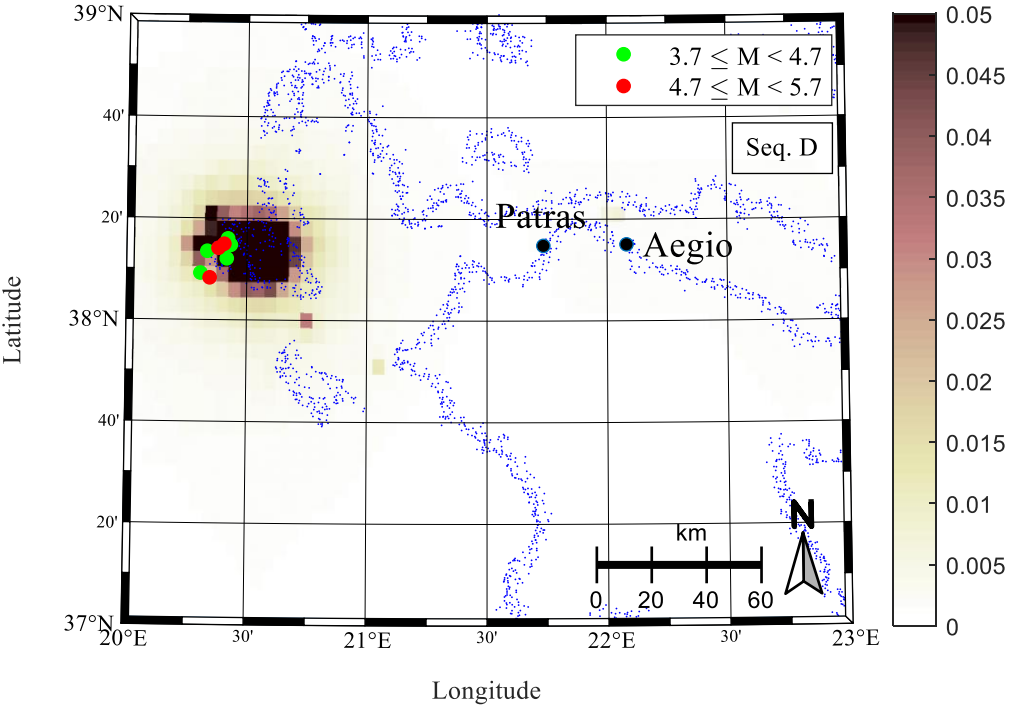 39°N
40'
20'
38°N
40'
20'
37°N
20°E
30'
21°E
30'
22°E
30'
23°E
Latitude
Longitude
3.7 ≤ M < 4.7
4.7 ≤ M < 5.7
Seq. D
Patras
Aegio
N
km
0 20 40 60
0.05
0.045
0.04
0.035
0.03
0.025
0.02
0.015
0.01
0.005
0